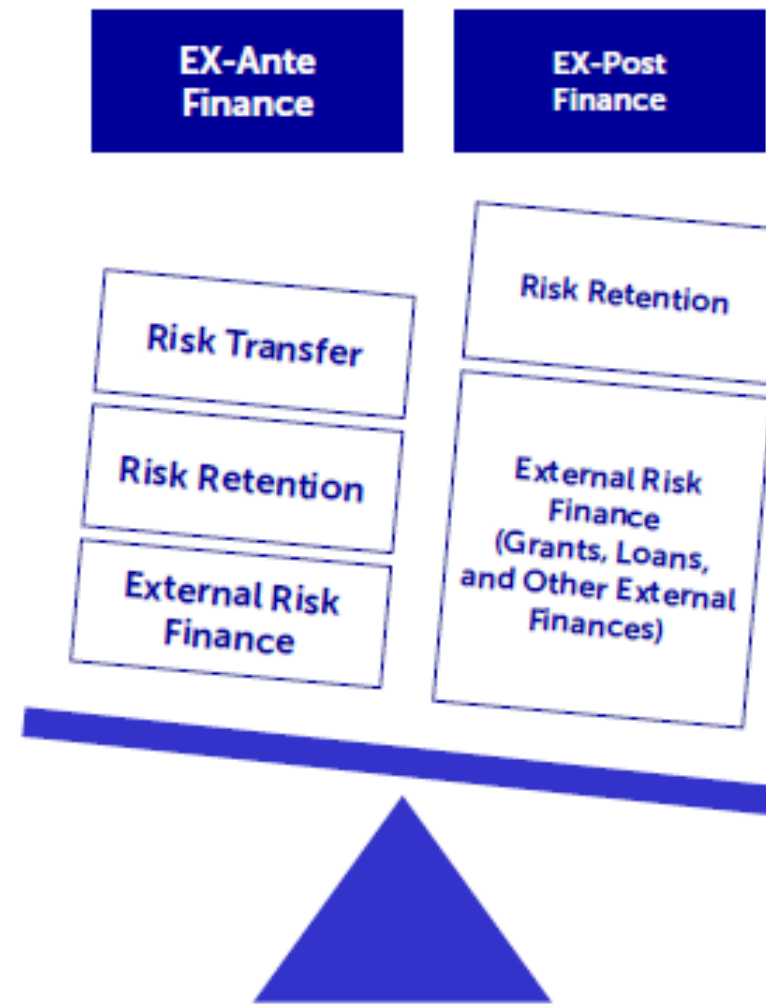 EX-Ante
Finance
EX-Post
Finance
Risk Transfer
Risk Retention
External Risk
Finance
Risk Retention
External Risk
Finance
(Grants, Loans,
and Other External
Finances)